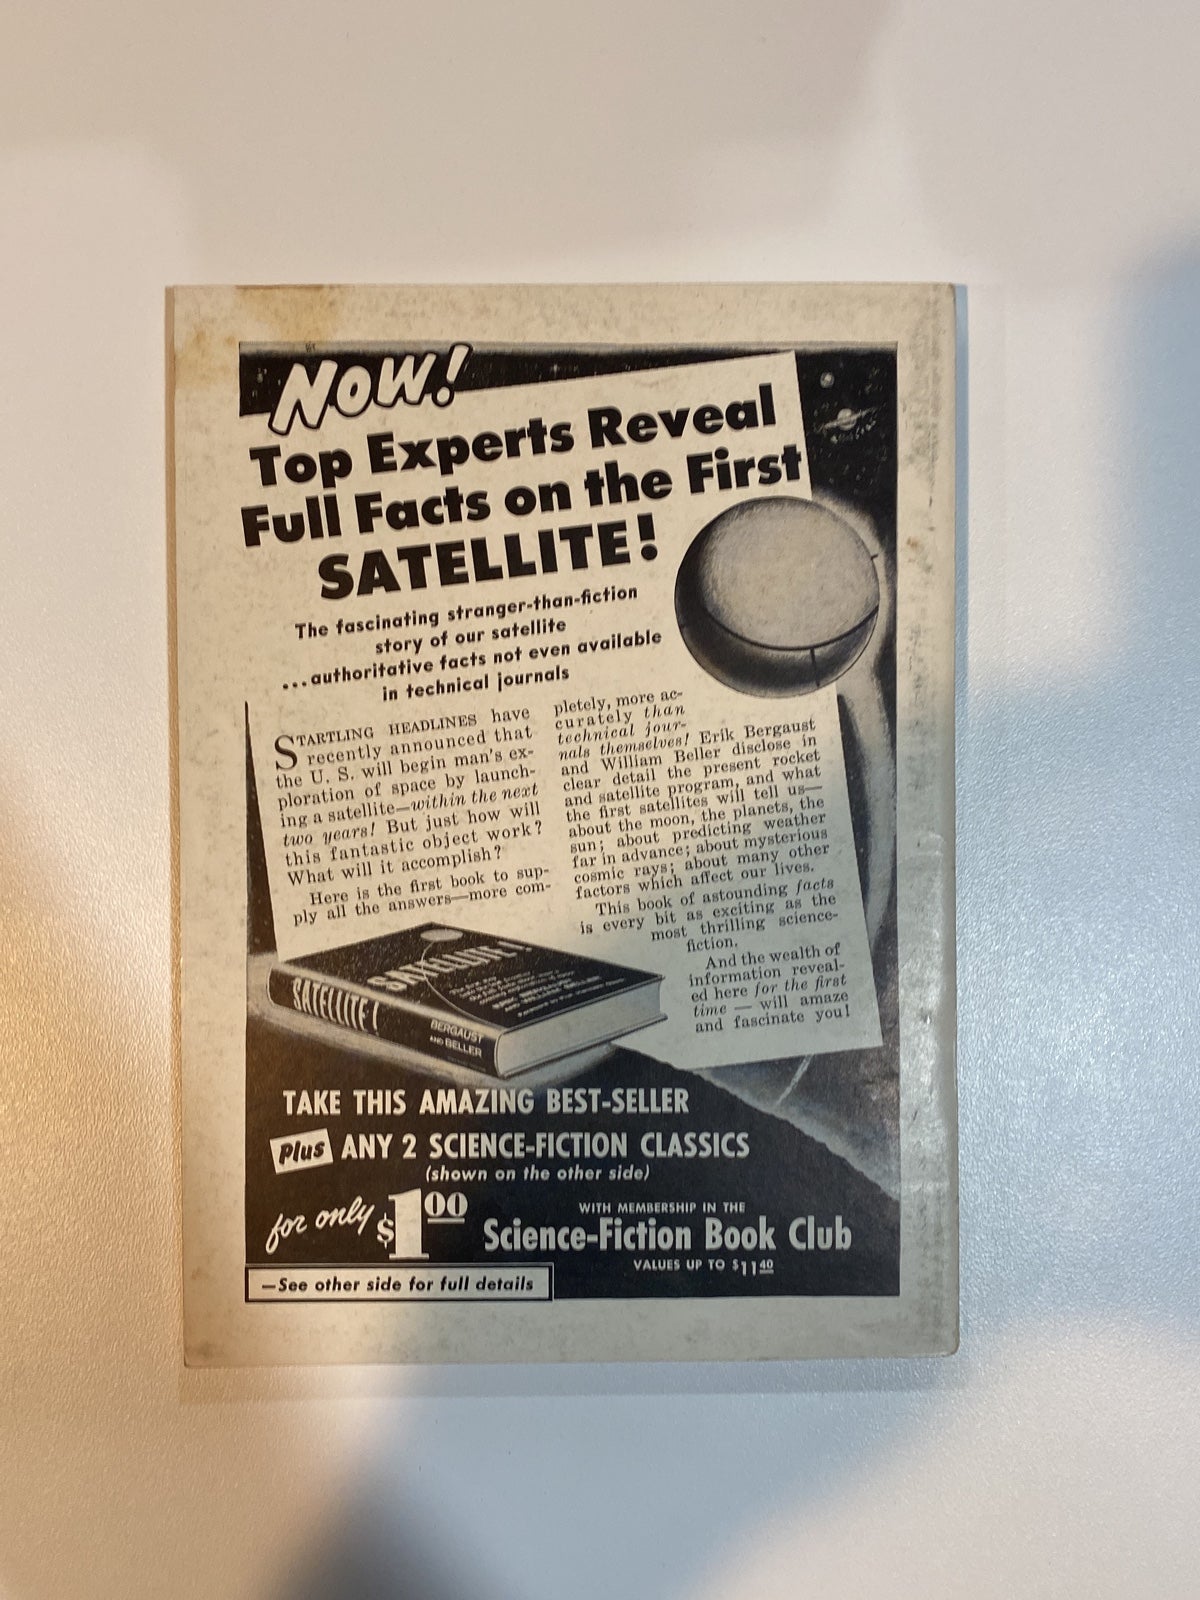 NOW!
Top Experts Reveal
Full Facts on the First
SATELLITE!
The fascinating stranger-than-fiction
story of our satellite
...authoritative facts not even available
in technical journals
STARTLING HEADLINES have
recently announced that
the U. S. will begin man's ex-
ploration of space by launch-
ing a satellite—within the next
two years! But just how will
this fantastic object work?
What will it accomplish?
Here is the first book to sup-
ply all the answers—more com-
pletely, more ac-
curately than
technical jour-
nals themselves! Erik Bergaust
and William Beller disclose in
clear detail the present rocket
and satellite program, and what
the first satellites will tell us—
about the moon, the planets, the
sun; about predicting weather
far in advance; about mysterious
cosmic rays; about many other
factors which affect our lives.
This book of astounding facts
is every bit as exciting as the
most thrilling science-
fiction.
And the wealth of
information reveal-
ed here for the first
time — will amaze
and fascinate you!
SATELLITE!
SATELLITE!
BERGAUST
AND BELLER
TAKE THIS AMAZING BEST-SELLER
Plus ANY 2 SCIENCE-FICTION CLASSICS
(shown on the other side)
for only $1 00
WITH MEMBERSHIP IN THE
Science-Fiction Book Club
VALUES UP TO $11 40
—See other side for full details